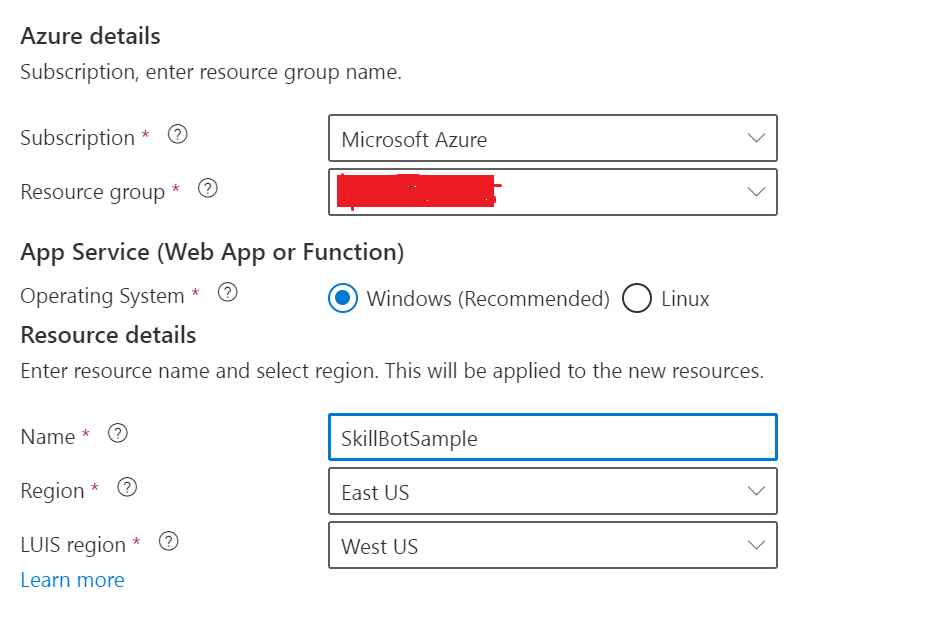 Azure details
Subscription, enter resource group name.
Subscription * ? Microsoft Azure
Resource group * ?
App Service (Web App or Function)
Operating System * ? Windows (Recommended) Linux
Resource details
Enter resource name and select region. This will be applied to the new resources.
Name * ? SkillBotSample
Region * ? East US
LUIS region * ? West US
Learn more